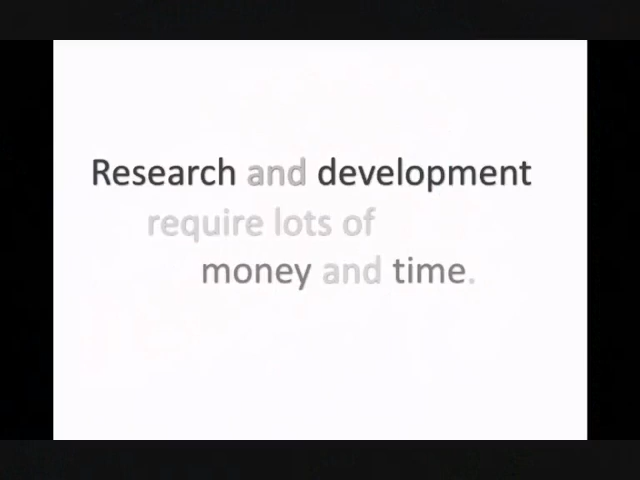 Research and development
require lots of
money and time.